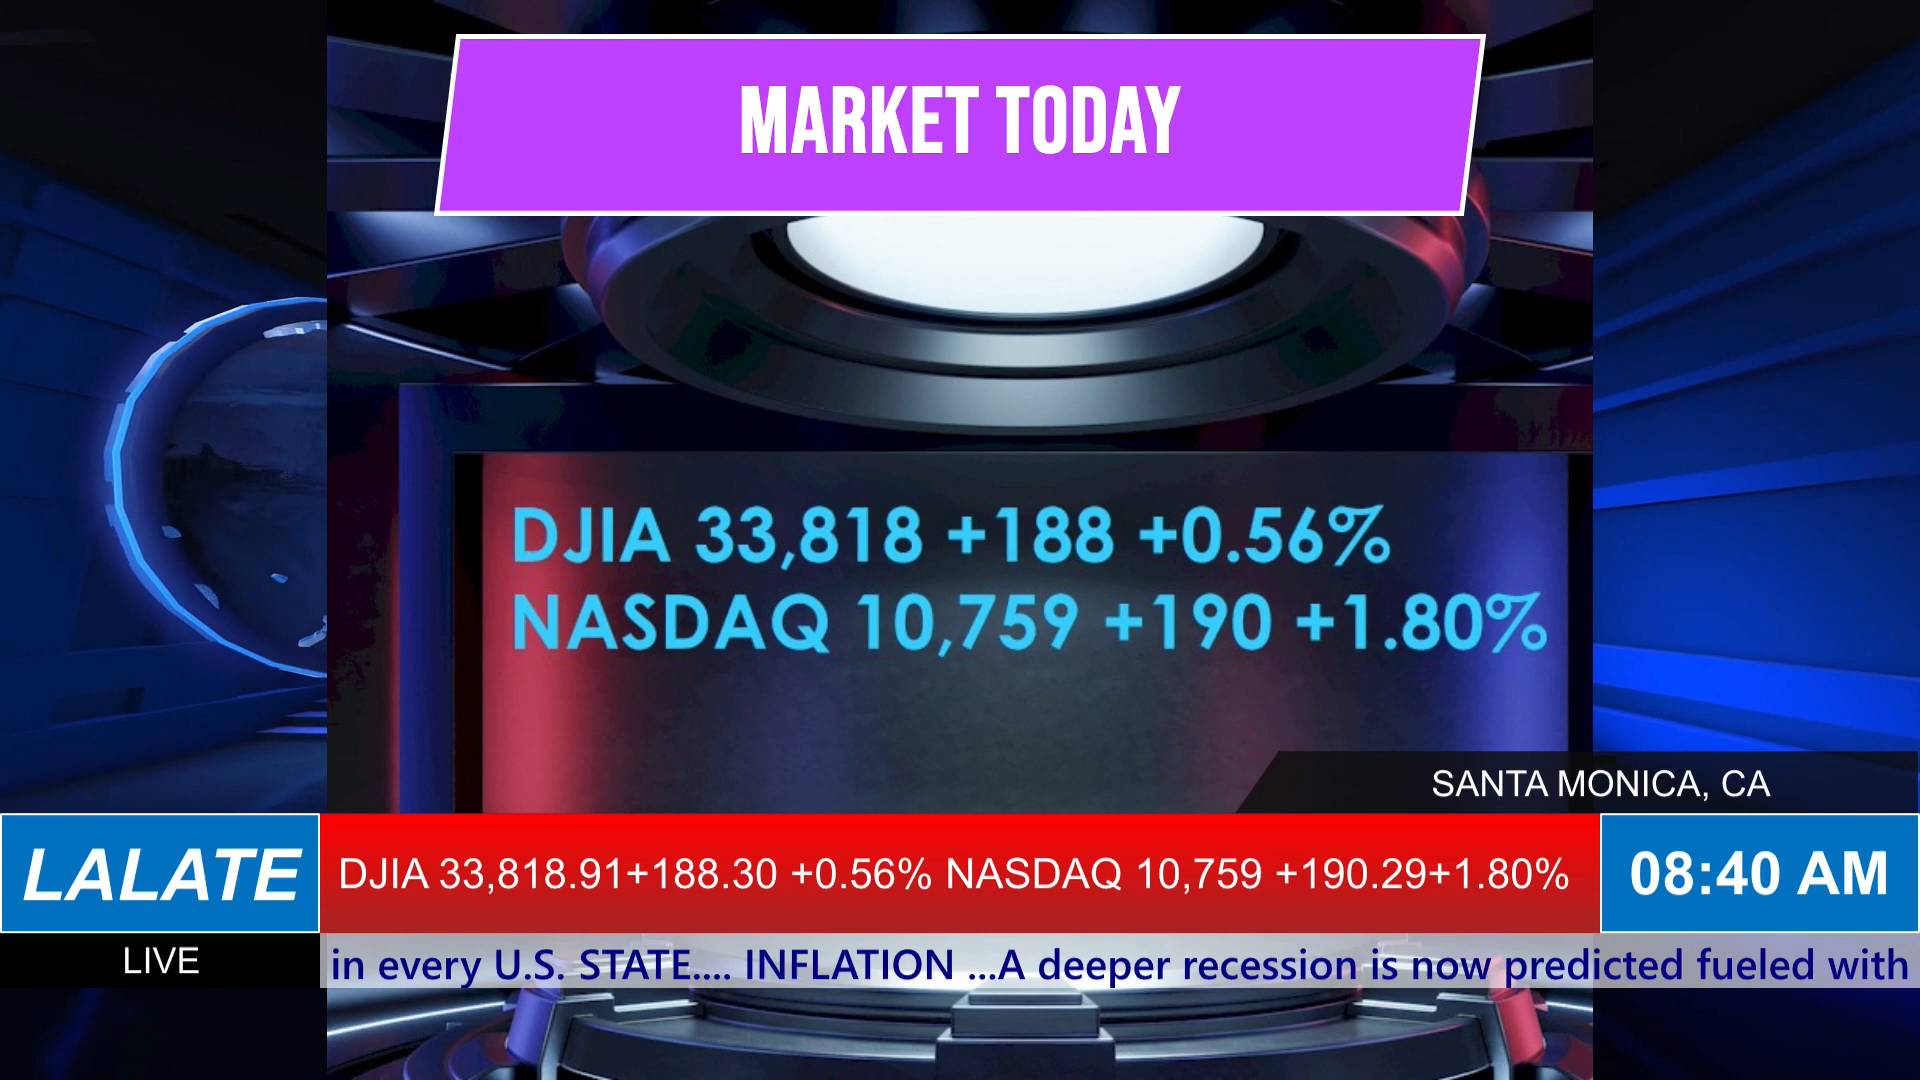 MARKET TODAY
DJIA 33,818 +188 +0.56%
NASDAQ 10,759 +190 +1.80%
SANTA MONICA, CA
LALATE
DJIA 33,818.91+188.30 +0.56% NASDAQ 10,759 +190.29+1.80%
08:40 AM
LIVE
in every U.S. STATE.... INFLATION ...A deeper recession is now predicted fueled with